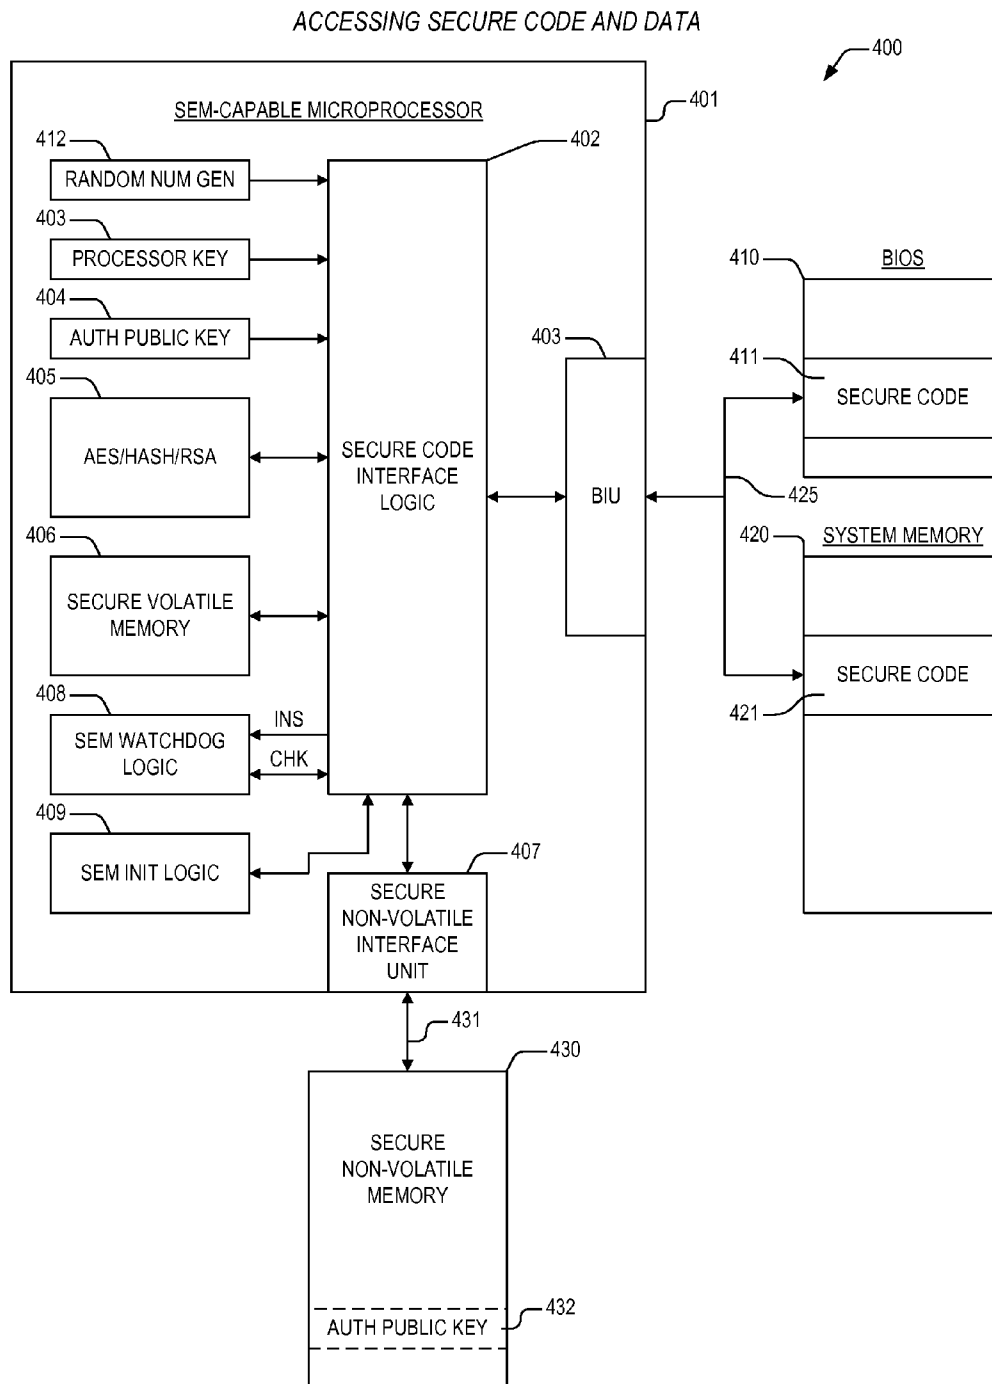 ACCESSING SECURE CODE AND DATA
400
SEM-CAPABLE MICROPROCESSOR
401
412
RANDOM NUM GEN
402
403
PROCESSOR KEY
404
AUTH PUBLIC KEY
405
AES/HASH/RSA
406
SECURE VOLATILE
MEMORY
408
SEM WATCHDOG
LOGIC
INS
CHK
409
SEM INIT LOGIC
SECURE CODE
INTERFACE
LOGIC
403
BIU
407
SECURE
NON-VOLATILE
INTERFACE
UNIT
410
BIOS
411
SECURE CODE
425
420
SYSTEM MEMORY
SECURE CODE
421
431
430
SECURE
NON-VOLATILE
MEMORY
432
AUTH PUBLIC KEY